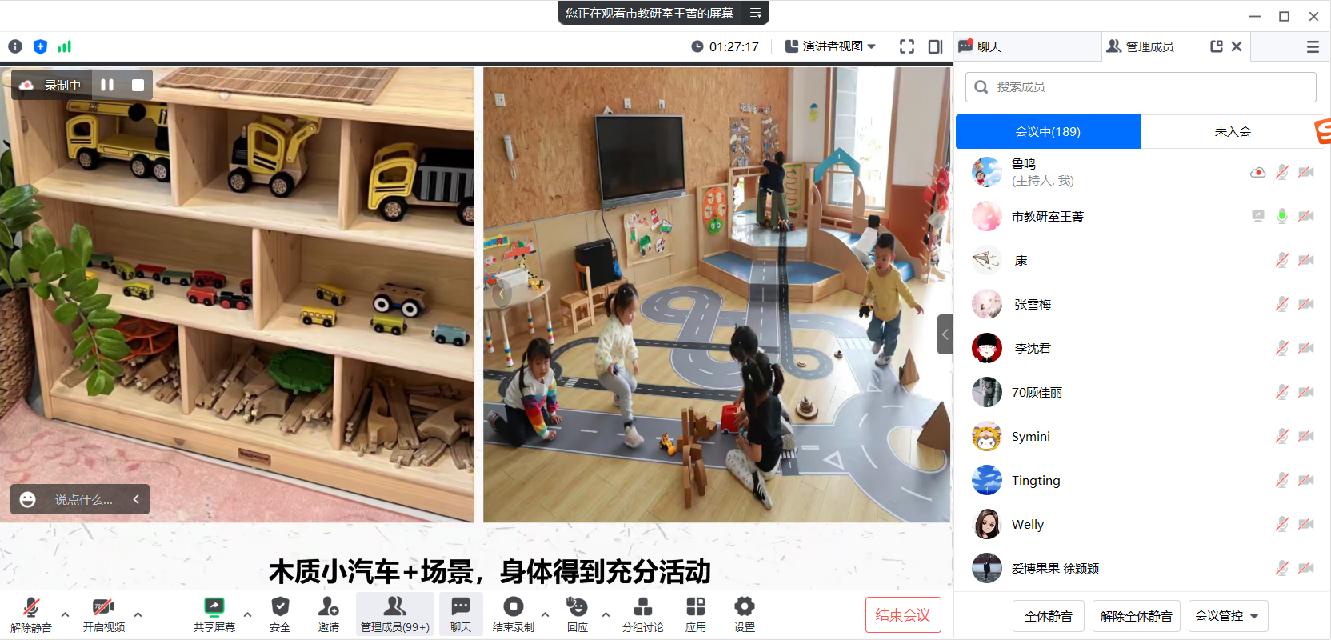 您正在观看市教研室王菁的屏幕
01:27:17
演讲者视图
聊天
管理成员
录制中
搜索成员
会议中(189)
未入会
鲁鸣
(主持人, 我)
市教研室王菁
康
张雪梅
李沈君
70顾佳丽
Symini
Tingting
Welly
爱博果果 徐颖颖
说点什么...
木质小汽车+场景，身体得到充分活动
解除静音
开启视频
共享屏幕
安全
邀请
管理成员(99+)
聊天
结束录制
回应
分组讨论
应用
设置
结束会议
全体静音
解除全体静音
会议管控